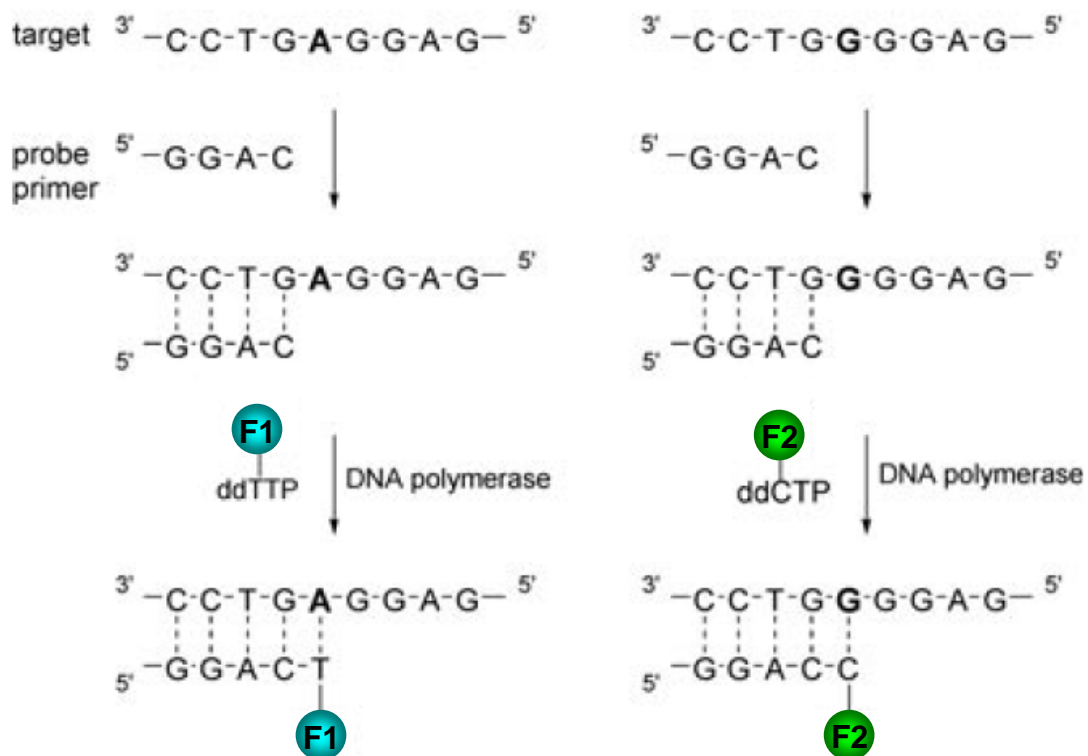 target 3' –C-C-T-G-A-G-G-A-G– 5' 3' –C-C-T-G-G-G-G-A-G– 5'
probe primer 5' –G-G-A-C 5' –G-G-A-C
3' –C-C-T-G-A-G-G-A-G– 5' 3' –C-C-T-G-G-G-G-A-G– 5'
5' –G-G-A-C 5' –G-G-A-C
F1 F2
ddTTP DNA polymerase ddCTP DNA polymerase
3' –C-C-T-G-A-G-G-A-G– 5' 3' –C-C-T-G-G-G-G-A-G– 5'
5' –G-G-A-C-T 5' –G-G-A-C-C
F1 F2